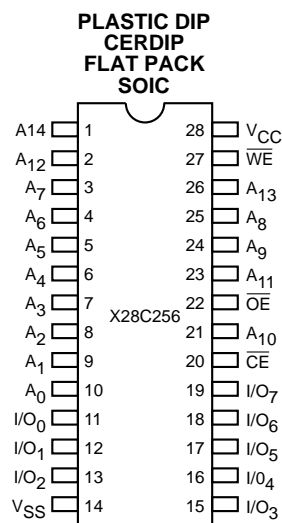 PLASTIC DIP
CERDIP
FLAT PACK
SOIC
A14 1 28 VCC
A12 2 27 WE
A7 3 26 A13
A6 4 25 A8
A5 5 24 A9
A4 6 23 A11
A3 7 22 OE
X28C256
A2 8 21 A10
A1 9 20 CE
A0 10 19 I/O7
I/O0 11 18 I/O6
I/O1 12 17 I/O5
I/O2 13 16 I/04
VSS 14 15 I/O3